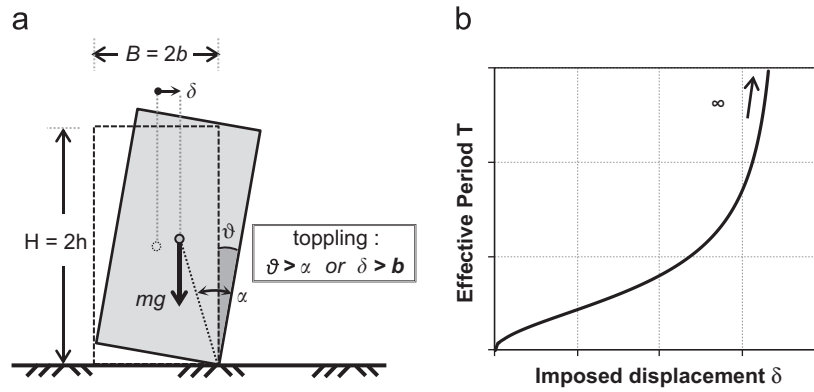 a
B = 2b
δ
H = 2h
ϑ
toppling :
ϑ > α or δ > b
mg
α
b
Effective Period T
∞
Imposed displacement δ